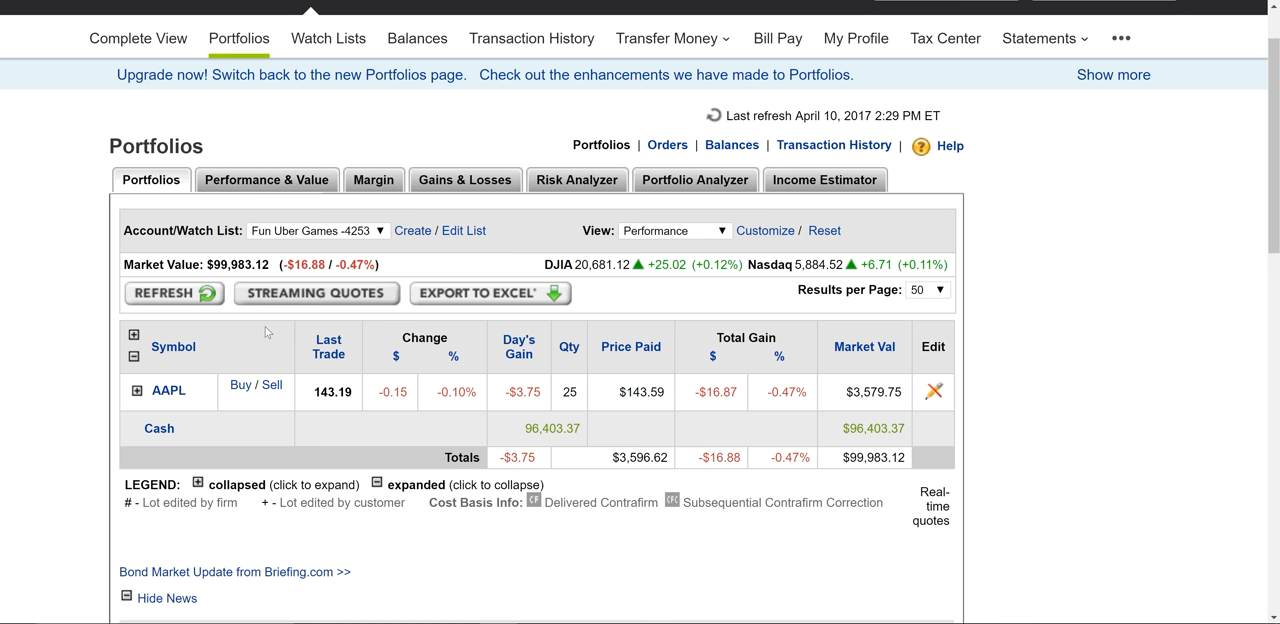 Complete View Portfolios Watch Lists Balances Transaction History Transfer Money Bill Pay My Profile Tax Center Statements •••
Upgrade now! Switch back to the new Portfolios page. Check out the enhancements we have made to Portfolios. Show more
Last refresh April 10, 2017 2:29 PM ET
Portfolios
Portfolios | Orders | Balances | Transaction History | ? Help
Portfolios Performance & Value Margin Gains & Losses Risk Analyzer Portfolio Analyzer Income Estimator
Account/Watch List: Fun Uber Games -4253 ▼ Create / Edit List View: Performance ▼ Customize / Reset
Market Value: $99,983.12 (-$16.88 / -0.47%) DJIA 20,681.12 ▲ +25.02 (+0.12%) Nasdaq 5,884.52 ▲ +6.71 (+0.11%)
REFRESH STREAMING QUOTES EXPORT TO EXCEL* Results per Page: 50 ▼
Symbol Last Trade Change $ % Day's Gain Qty Price Paid Total Gain $ % Market Val Edit
AAPL Buy / Sell 143.19 -0.15 -0.10% -$3.75 25 $143.59 -$16.87 -0.47% $3,579.75
Cash 96,403.37 $96,403.37
Totals -$3.75 $3,596.62 -$16.88 -0.47% $99,983.12
LEGEND: collapsed (click to expand) expanded (click to collapse)
# - Lot edited by firm + - Lot edited by customer Cost Basis Info: CF Delivered Contrafirm CFC Subsequential Contrafirm Correction
Real-
time
quotes
Bond Market Update from Briefing.com >>
Hide News